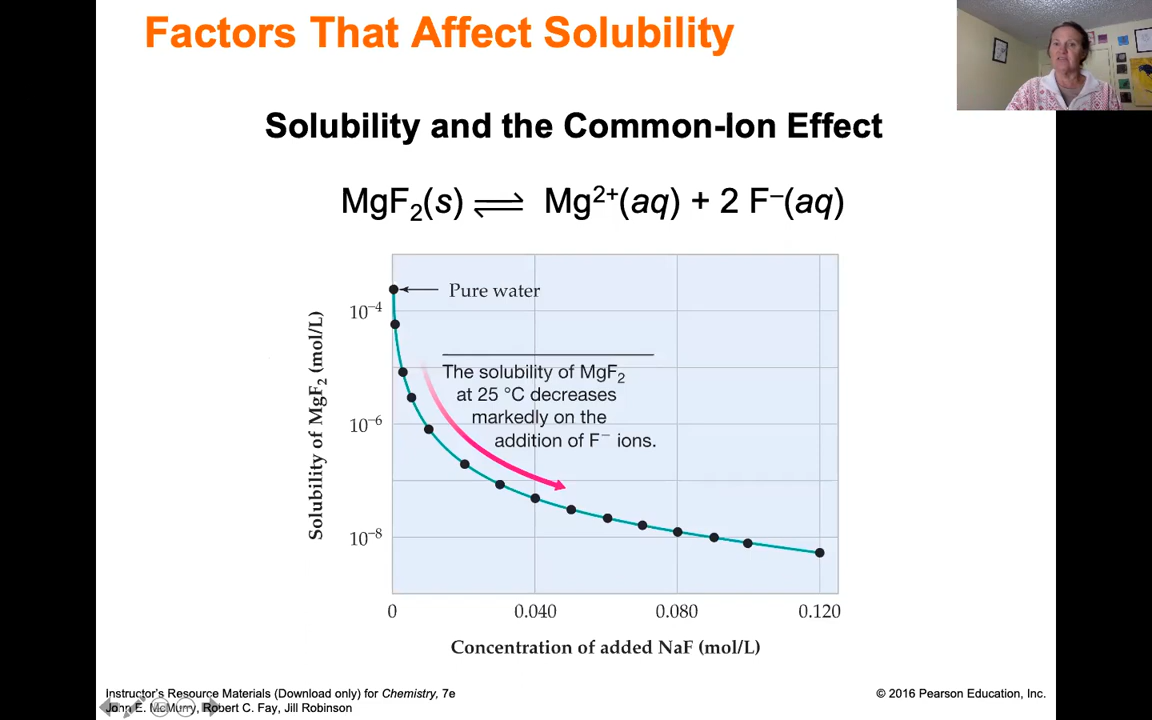 Factors That Affect Solubility
Solubility and the Common-Ion Effect
MgF₂(s) ⇌ Mg²⁺(aq) + 2 F⁻(aq)
Pure water
10⁻⁴
The solubility of MgF₂
at 25 °C decreases
markedly on the
addition of F⁻ ions.
10⁻⁶
10⁻⁸
Solubility of MgF₂ (mol/L)
0 0.040 0.080 0.120
Concentration of added NaF (mol/L)
Instructor's Resource Materials (Download only) for Chemistry, 7e
John E. McMurry, Robert C. Fay, Jill Robinson
© 2016 Pearson Education, Inc.